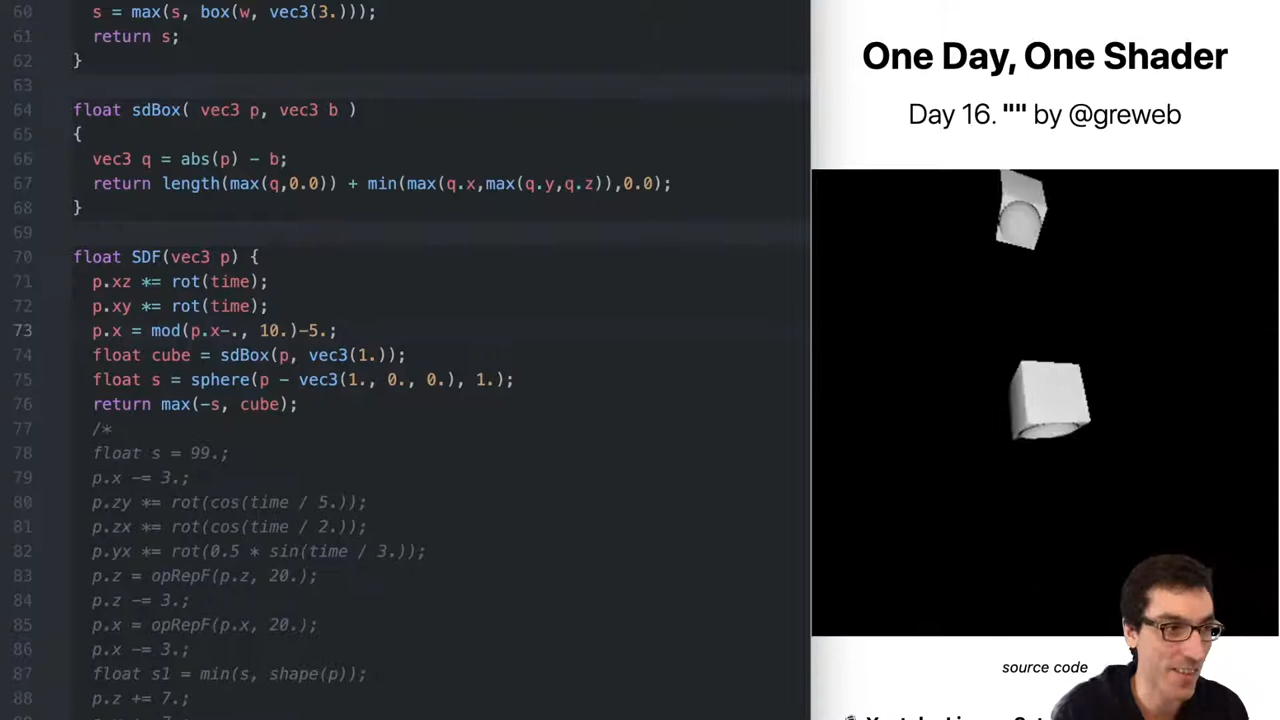 60 s = max(s, box(w, vec3(3.)));
61 return s;
62 }
63
64 float sdBox( vec3 p, vec3 b )
65 {
66 vec3 q = abs(p) - b;
67 return length(max(q,0.0)) + min(max(q.x,max(q.y,q.z)),0.0);
68 }
69
70 float SDF(vec3 p) {
71 p.xz *= rot(time);
72 p.xy *= rot(time);
73 p.x = mod(p.x-., 10.)-5.;
74 float cube = sdBox(p, vec3(1.));
75 float s = sphere(p - vec3(1., 0., 0.), 1.);
76 return max(-s, cube);
77 /*
78 float s = 99.;
79 p.x -= 3.;
80 p.zy *= rot(cos(time / 5.));
81 p.zx *= rot(cos(time / 2.));
82 p.yx *= rot(0.5 * sin(time / 3.));
83 p.z = opRepF(p.z, 20.);
84 p.z -= 3.;
85 p.x = opRepF(p.x, 20.);
86 p.x -= 3.;
87 float s1 = min(s, shape(p));
88 p.z += 7.;
One Day, One Shader
Day 16. "" by @greweb
source code